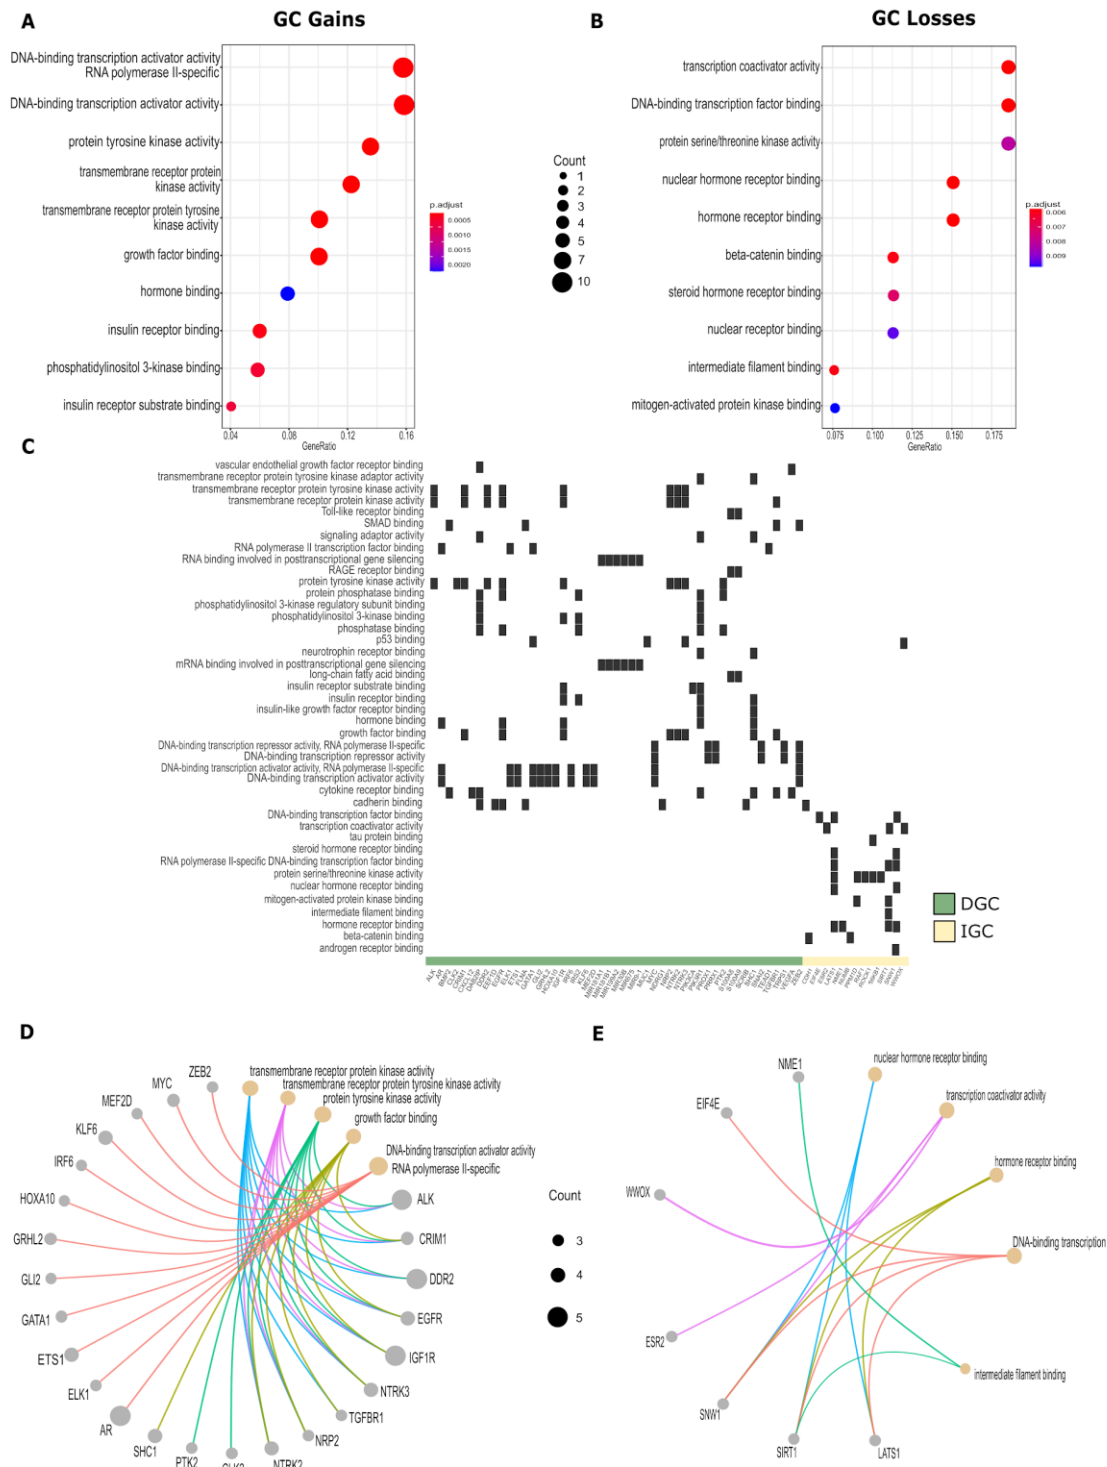 A
GC Gains
DNA-binding transcription activator activity
RNA polymerase II-specific
DNA-binding transcription activator activity
protein tyrosine kinase activity
transmembrane receptor protein
kinase activity
transmembrane receptor protein tyrosine
kinase activity
growth factor binding
hormone binding
insulin receptor binding
phosphatidylinositol 3-kinase binding
insulin receptor substrate binding
0.04 0.08 0.12 0.16
GeneRatio
p.adjust
0.0005
0.0010
0.0015
0.0020
Count
1
2
3
4
5
7
10
B
GC Losses
transcription coactivator activity
DNA-binding transcription factor binding
protein serine/threonine kinase activity
nuclear hormone receptor binding
hormone receptor binding
beta-catenin binding
steroid hormone receptor binding
nuclear receptor binding
intermediate filament binding
mitogen-activated protein kinase binding
0.075 0.100 0.125 0.150 0.175
GeneRatio
p.adjust
0.006
0.007
0.008
0.009
C
vascular endothelial growth factor receptor binding
transmembrane receptor protein tyrosine kinase adaptor activity
transmembrane receptor protein tyrosine kinase activity
transmembrane receptor protein kinase activity
Toll-like receptor binding
SMAD binding
signaling adaptor activity
RNA polymerase II transcription factor binding
RNA binding involved in posttranscriptional gene silencing
RAGE receptor binding
protein tyrosine kinase activity
protein phosphatase binding
phosphatidylinositol 3-kinase regulatory subunit binding
phosphatidylinositol 3-kinase binding
phosphatase binding
p53 binding
neurotrophin receptor binding
mRNA binding involved in posttranscriptional gene silencing
long-chain fatty acid binding
insulin receptor substrate binding
insulin receptor binding
insulin-like growth factor receptor binding
hormone binding
growth factor binding
DNA-binding transcription repressor activity, RNA polymerase II-specific
DNA-binding transcription repressor activity
DNA-binding transcription activator activity, RNA polymerase II-specific
DNA-binding transcription activator activity
cytokine receptor binding
cadherin binding
DNA-binding transcription factor binding
transcription coactivator activity
tau protein binding
steroid hormone receptor binding
RNA polymerase II-specific DNA-binding transcription factor binding
protein serine/threonine kinase activity
nuclear hormone receptor binding
mitogen-activated protein kinase binding
intermediate filament binding
hormone receptor binding
beta-catenin binding
androgen receptor binding
DGC
IGC
D
ZEB2
MYC
MEF2D
KLF6
IRF6
HOXA10
GRHL2
GLI2
GATA1
ETS1
ELK1
AR
SHC1
PTK2
NTRK2
NRP2
TGFBR1
NTRK3
IGF1R
EGFR
DDR2
CRIM1
ALK
transmembrane receptor protein kinase activity
transmembrane receptor protein tyrosine kinase activity
protein tyrosine kinase activity
growth factor binding
DNA-binding transcription activator activity
RNA polymerase II-specific
Count
3
4
5
E
NME1
EIF4E
WWOX
ESR2
SNW1
SIRT1
LATS1
nuclear hormone receptor binding
transcription coactivator activity
hormone receptor binding
DNA-binding transcription
intermediate filament binding